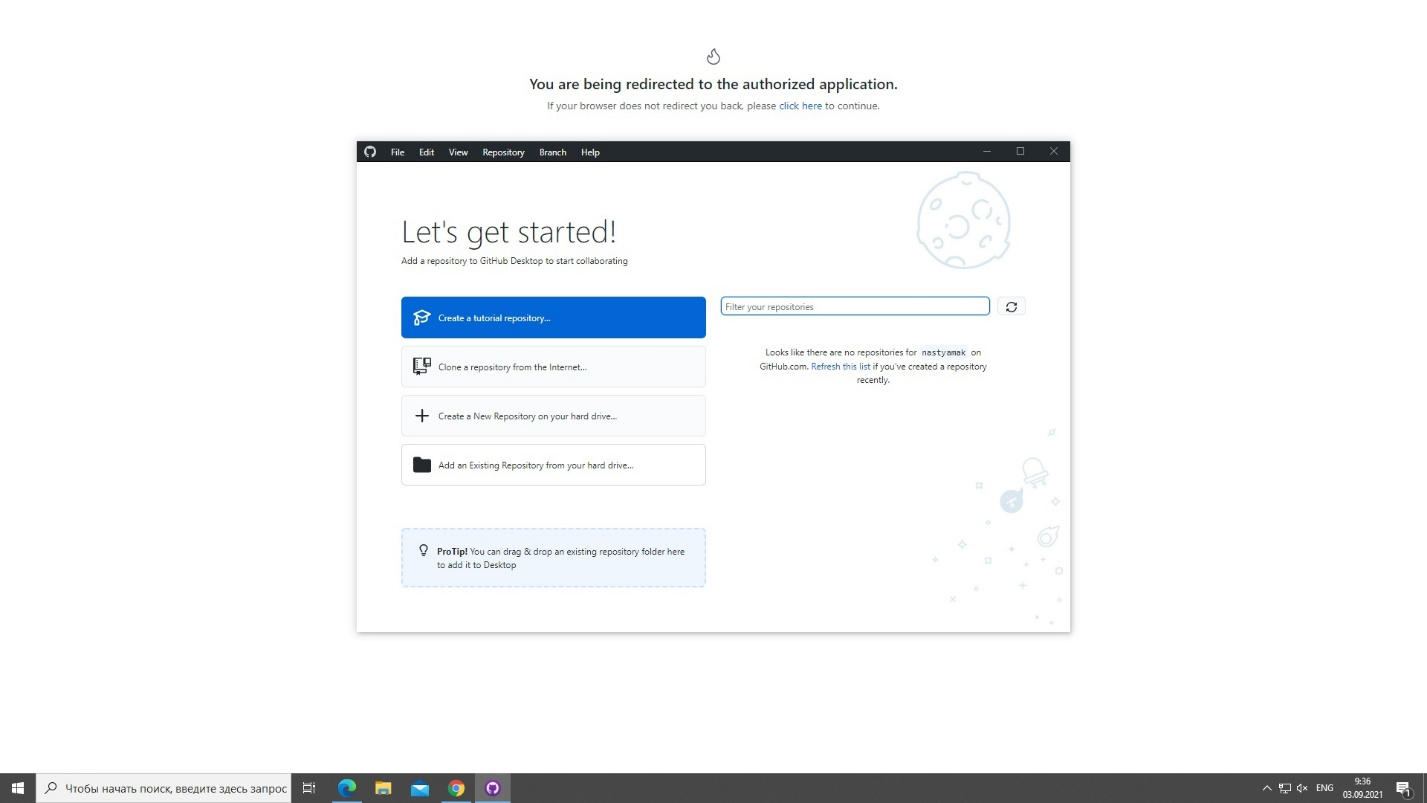 You are being redirected to the authorized application.
If your browser does not redirect you back, please click here to continue.
File Edit View Repository Branch Help
Let's get started!
Add a repository to GitHub Desktop to start collaborating
Create a tutorial repository...
Filter your repositories
Looks like there are no repositories for nastyamak on
GitHub.com. Refresh this list if you've created a repository
recently.
Clone a repository from the Internet...
Create a New Repository on your hard drive...
Add an Existing Repository from your hard drive...
ProTip! You can drag & drop an existing repository folder here
to add it to Desktop
Чтобы начать поиск, введите здесь запрос
ENG
9:36
03.09.2021
1